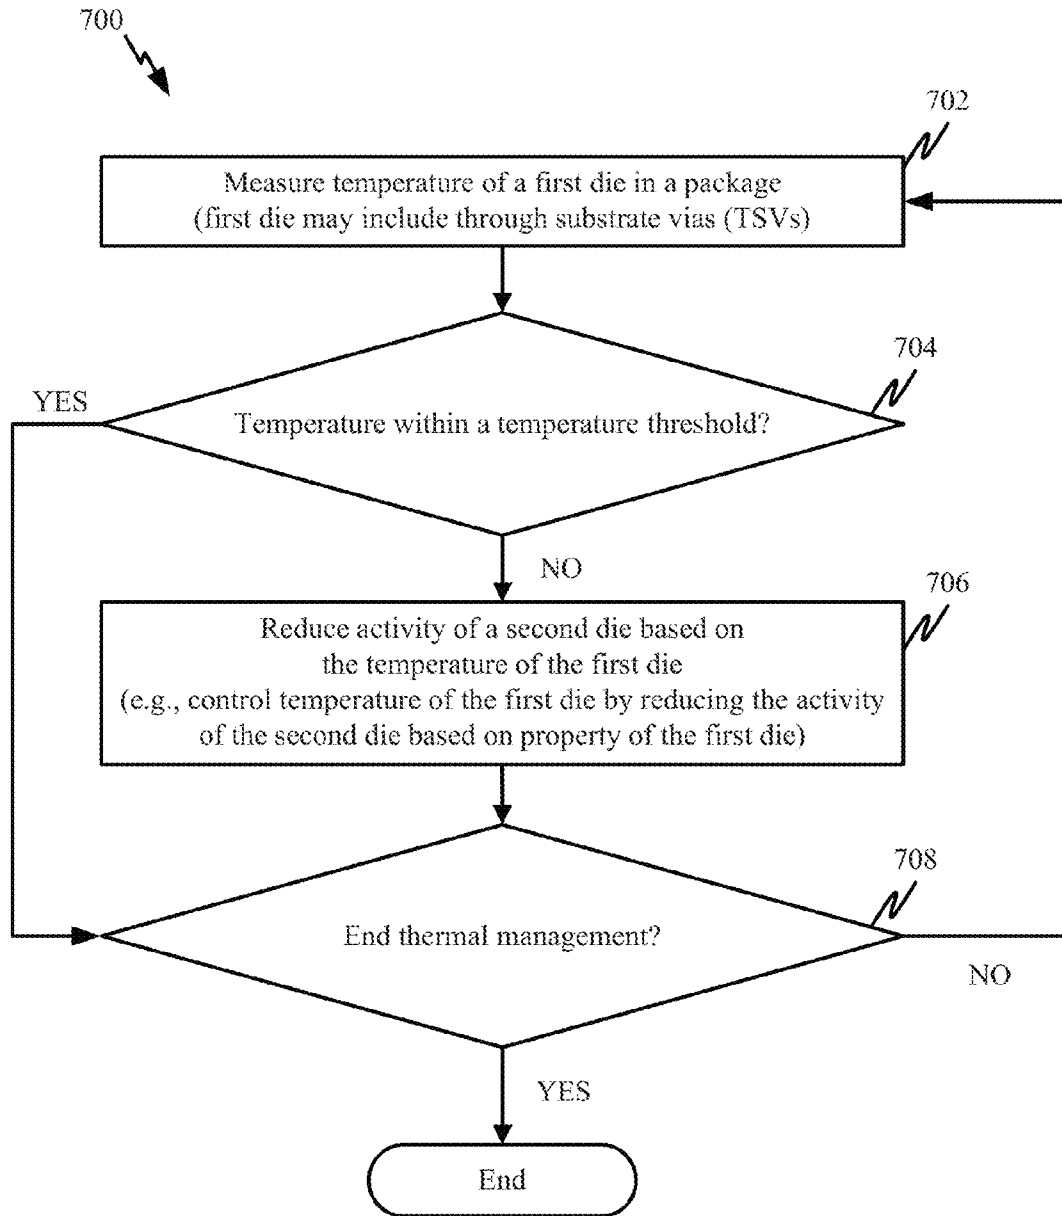 700
702
Measure temperature of a first die in a package
(first die may include through substrate vias (TSVs)
704
YES
Temperature within a temperature threshold?
NO
706
Reduce activity of a second die based on
the temperature of the first die
(e.g., control temperature of the first die by reducing the activity
of the second die based on property of the first die)
708
End thermal management?
NO
YES
End